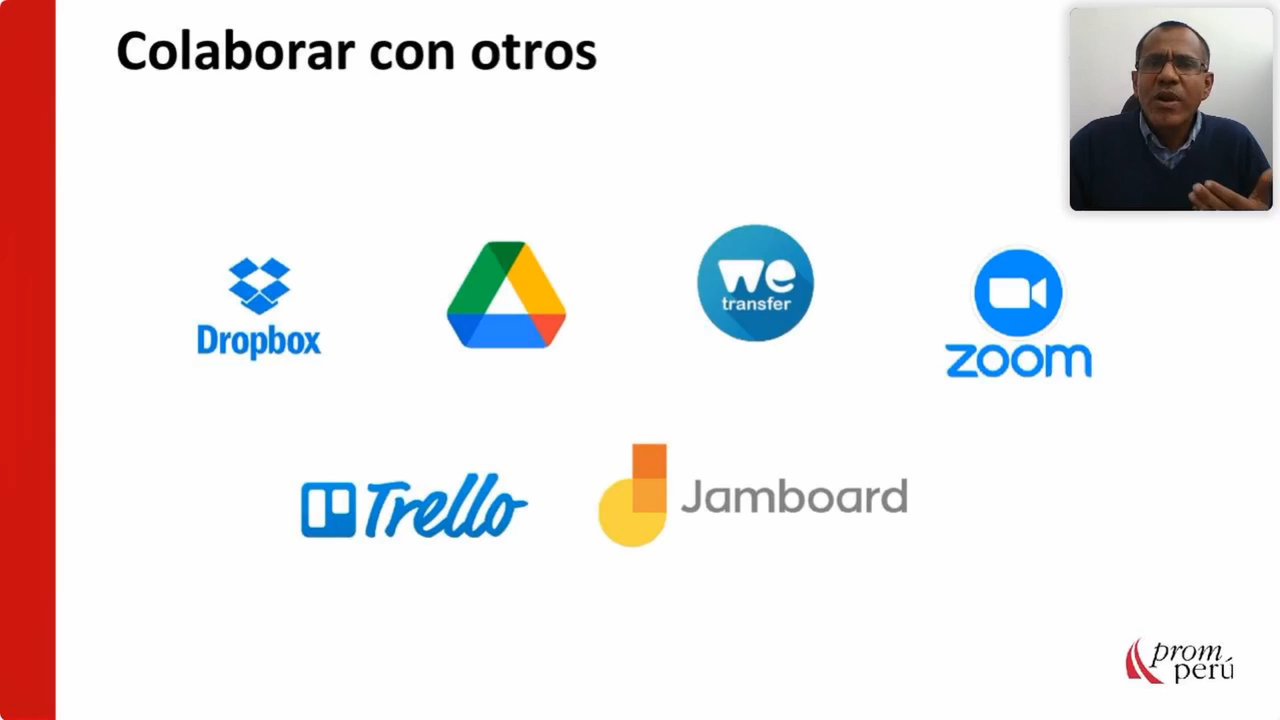 Colaborar con otros
Dropbox
we
transfer
zoom
Trello
Jamboard
prom
perú